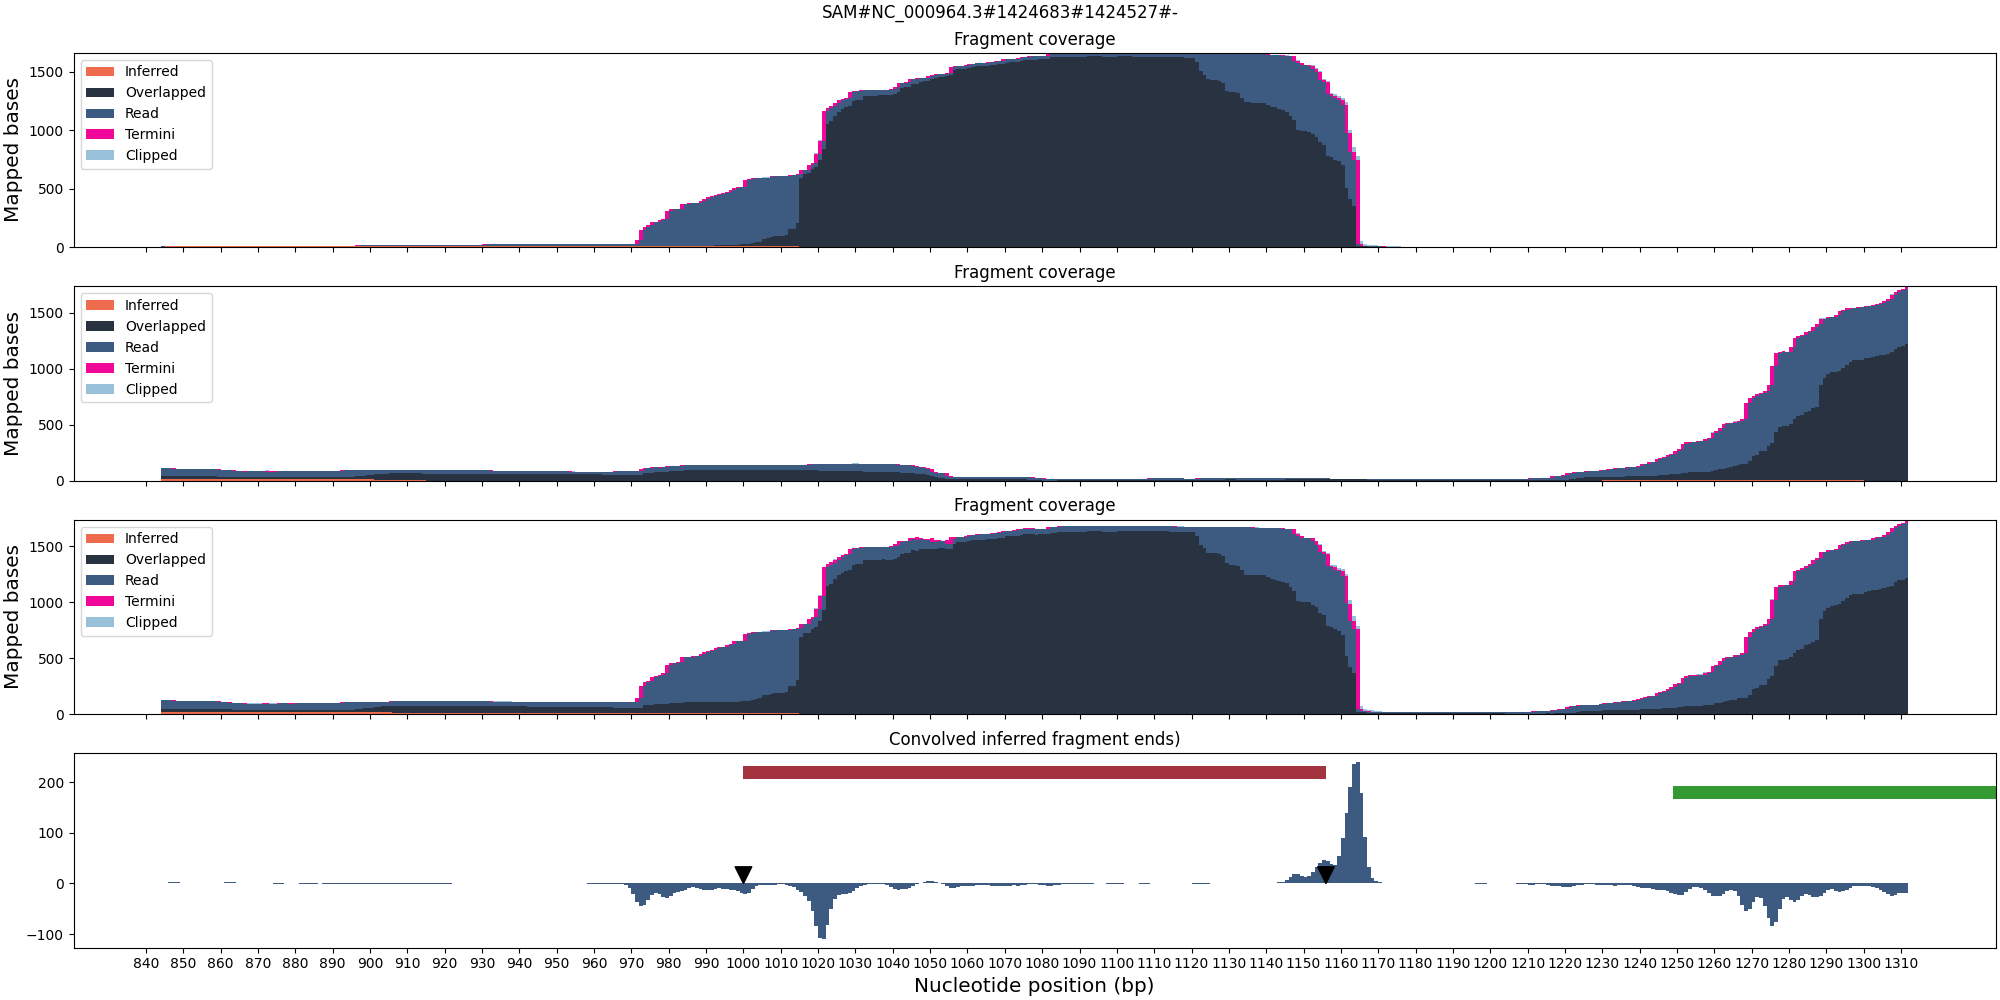 SAM#NC_000964.3#1424683#1424527#-
Fragment coverage
Mapped bases
1500
1000
500
0
Inferred
Overlapped
Read
Termini
Clipped
Fragment coverage
Mapped bases
1500
1000
500
0
Inferred
Overlapped
Read
Termini
Clipped
Fragment coverage
Mapped bases
1500
1000
500
0
Inferred
Overlapped
Read
Termini
Clipped
Convolved inferred fragment ends)
200
100
0
−100
840 850 860 870 880 890 900 910 920 930 940 950 960 970 980 990 1000 1010 1020 1030 1040 1050 1060 1070 1080 1090 1100 1110 1120 1130 1140 1150 1160 1170 1180 1190 1200 1210 1220 1230 1240 1250 1260 1270 1280 1290 1300 1310
Nucleotide position (bp)